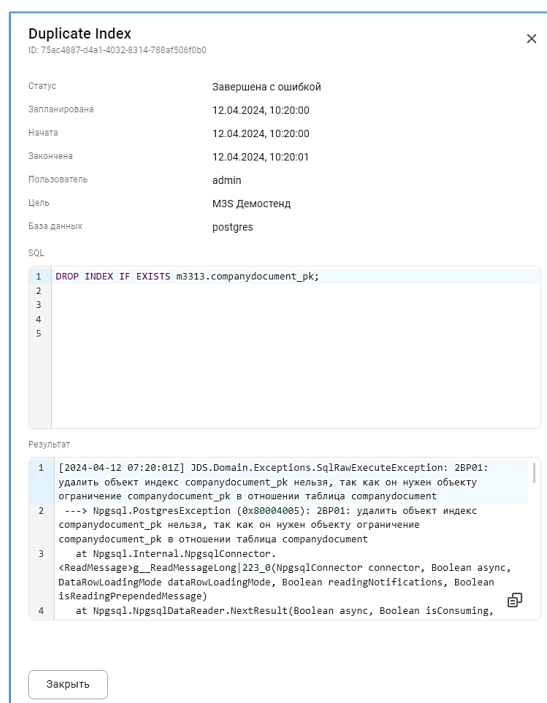 Duplicate Index
ID: 75ac4887-d4a1-4032-8314-788af506f0b0
Статус Завершена с ошибкой
Запланирована 12.04.2024, 10:20:00
Начата 12.04.2024, 10:20:00
Закончена 12.04.2024, 10:20:01
Пользователь admin
Цель М3S Демостенд
База данных postgres
SQL
1 DROP INDEX IF EXISTS m3313.companydocument_pk;
2
3
4
5
Результат
1 [2024-04-12 07:20:01Z] JDS.Domain.Exceptions.SqlRawExecuteException: 2BP01:
удалить объект индекс companydocument_pk нельзя, так как он нужен объекту
ограничение companydocument_pk в отношении таблица companydocument
2 ---> Npgsql.PostgresException (0x80004005): 2BP01: удалить объект индекс
companydocument_pk нельзя, так как он нужен объекту ограничение
companydocument_pk в отношении таблица companydocument
3 at Npgsql.Internal.NpgsqlConnector.
<ReadMessage>g__ReadMessageLong|223_0(NpgsqlConnector connector, Boolean async,
DataRowLoadingMode dataRowLoadingMode, Boolean readingNotifications, Boolean
isReadingPrependedMessage)
4 at Npgsql.NpgsqlDataReader.NextResult(Boolean async, Boolean isConsuming,
Закрыть